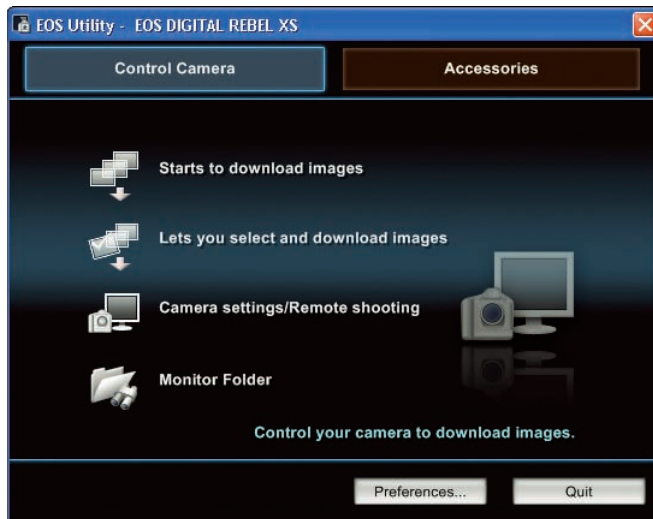 EOS Utility - EOS DIGITAL REBEL XS
Control Camera
Accessories
Starts to download images
Lets you select and download images
Camera settings/Remote shooting
Monitor Folder
Control your camera to download images.
Preferences...
Quit